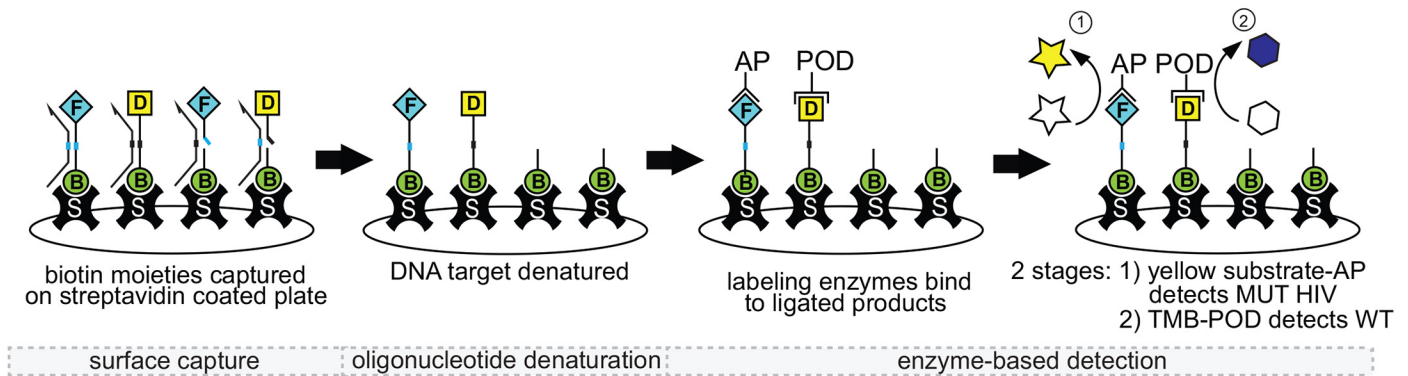 F D F D
B B B B
S S S S
biotin moieties captured
on streptavidin coated plate
F D
B B B B
S S S S
DNA target denatured
AP POD
F D
B B B B
S S S S
labeling enzymes bind
to ligated products
1 2
AP POD
F D
B B B B
S S S S
2 stages: 1) yellow substrate-AP
detects MUT HIV
2) TMB-POD detects WT
surface capture
oligonucleotide denaturation
enzyme-based detection